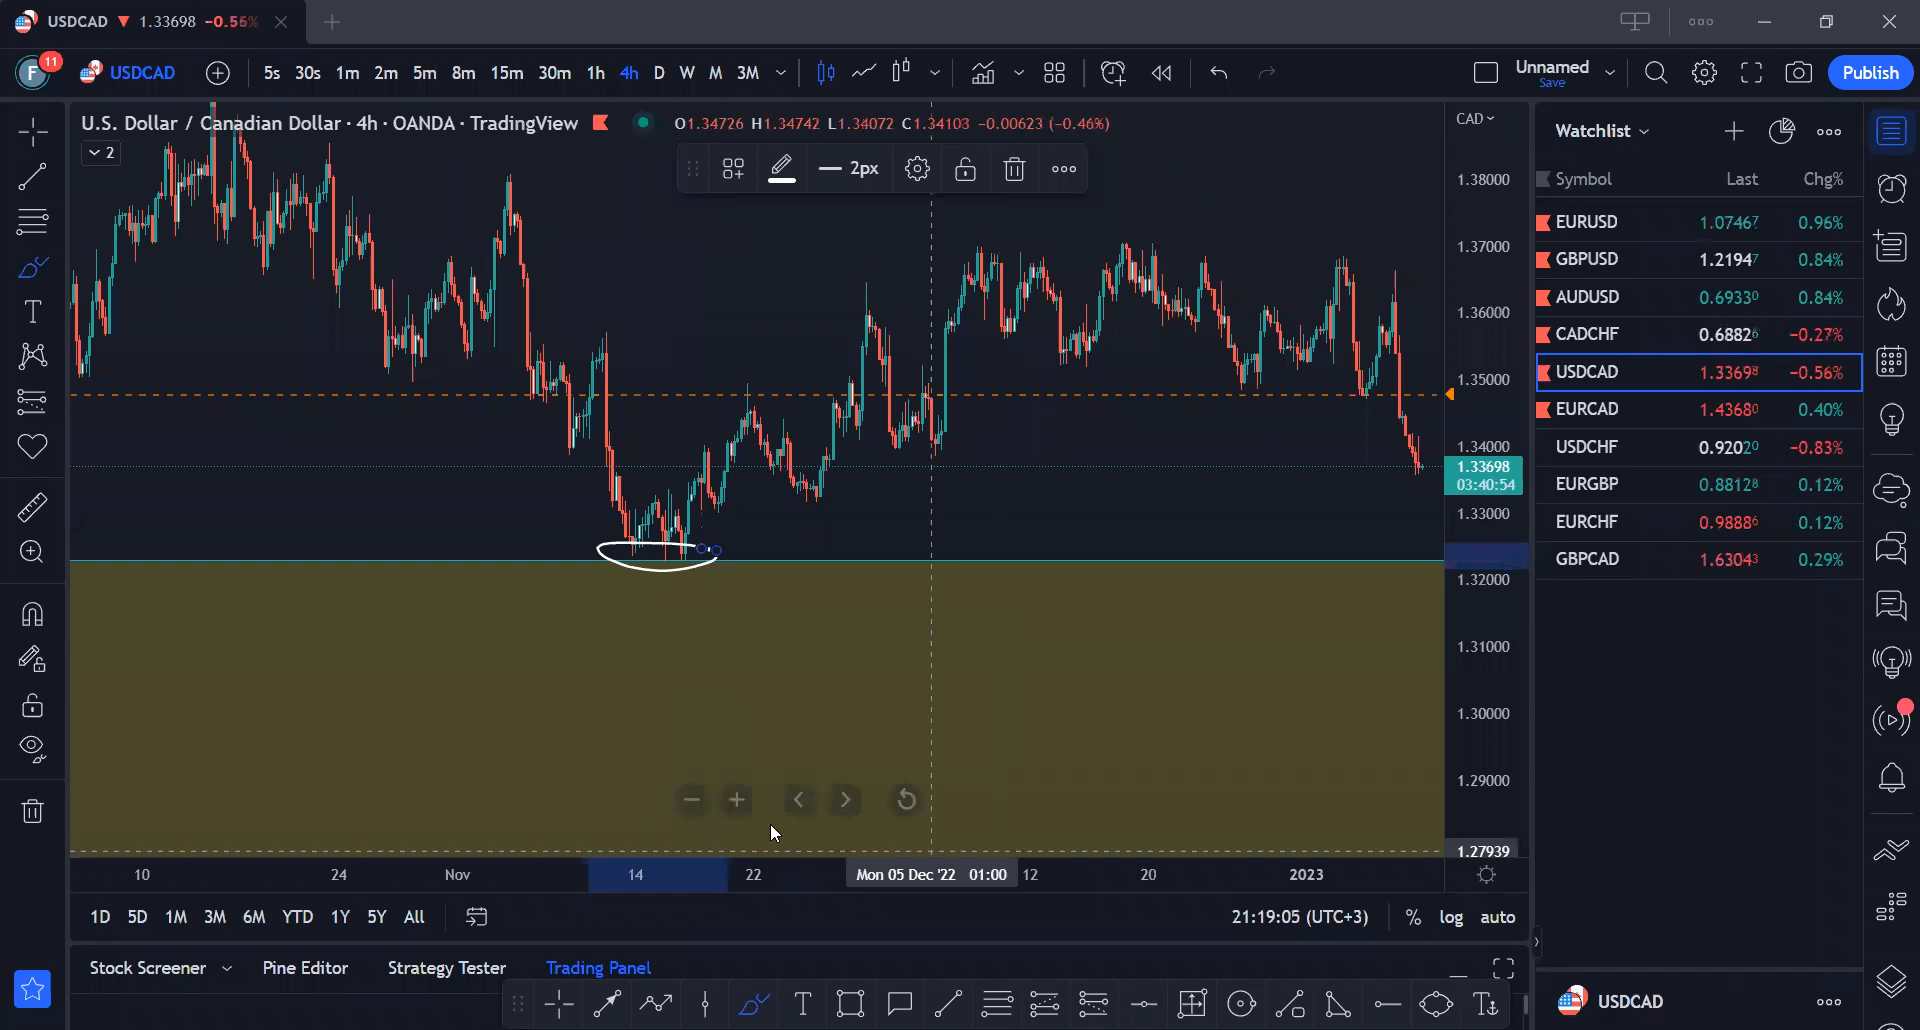 USDCAD ▼ 1.33698 -0.56%
F 11 USDCAD 5s 30s 1m 2m 5m 8m 15m 30m 1h 4h D W M 3M Unnamed Save Publish
U.S. Dollar / Canadian Dollar · 4h · OANDA · TradingView O1.34726 H1.34742 L1.34072 C1.34103 -0.00623 (-0.46%)
2
2px
CAD
1.38000
1.37000
1.36000
1.35000
1.34000
1.33698
03:40:54
1.33000
1.32000
1.31000
1.30000
1.29000
1.27939
10 24 Nov 14 22 Mon 05 Dec '22 01:00 12 20 2023
1D 5D 1M 3M 6M YTD 1Y 5Y All 21:19:05 (UTC+3) % log auto
Stock Screener Pine Editor Strategy Tester Trading Panel
Watchlist
Symbol Last Chg%
EURUSD 1.07467 0.96%
GBPUSD 1.21947 0.84%
AUDUSD 0.69330 0.84%
CADCHF 0.6882 -0.27%
USDCAD 1.33698 -0.56%
EURCAD 1.43680 0.40%
USDCHF 0.92020 -0.83%
EURGBP 0.88128 0.12%
EURCHF 0.98886 0.12%
GBPCAD 1.63043 0.29%
USDCAD